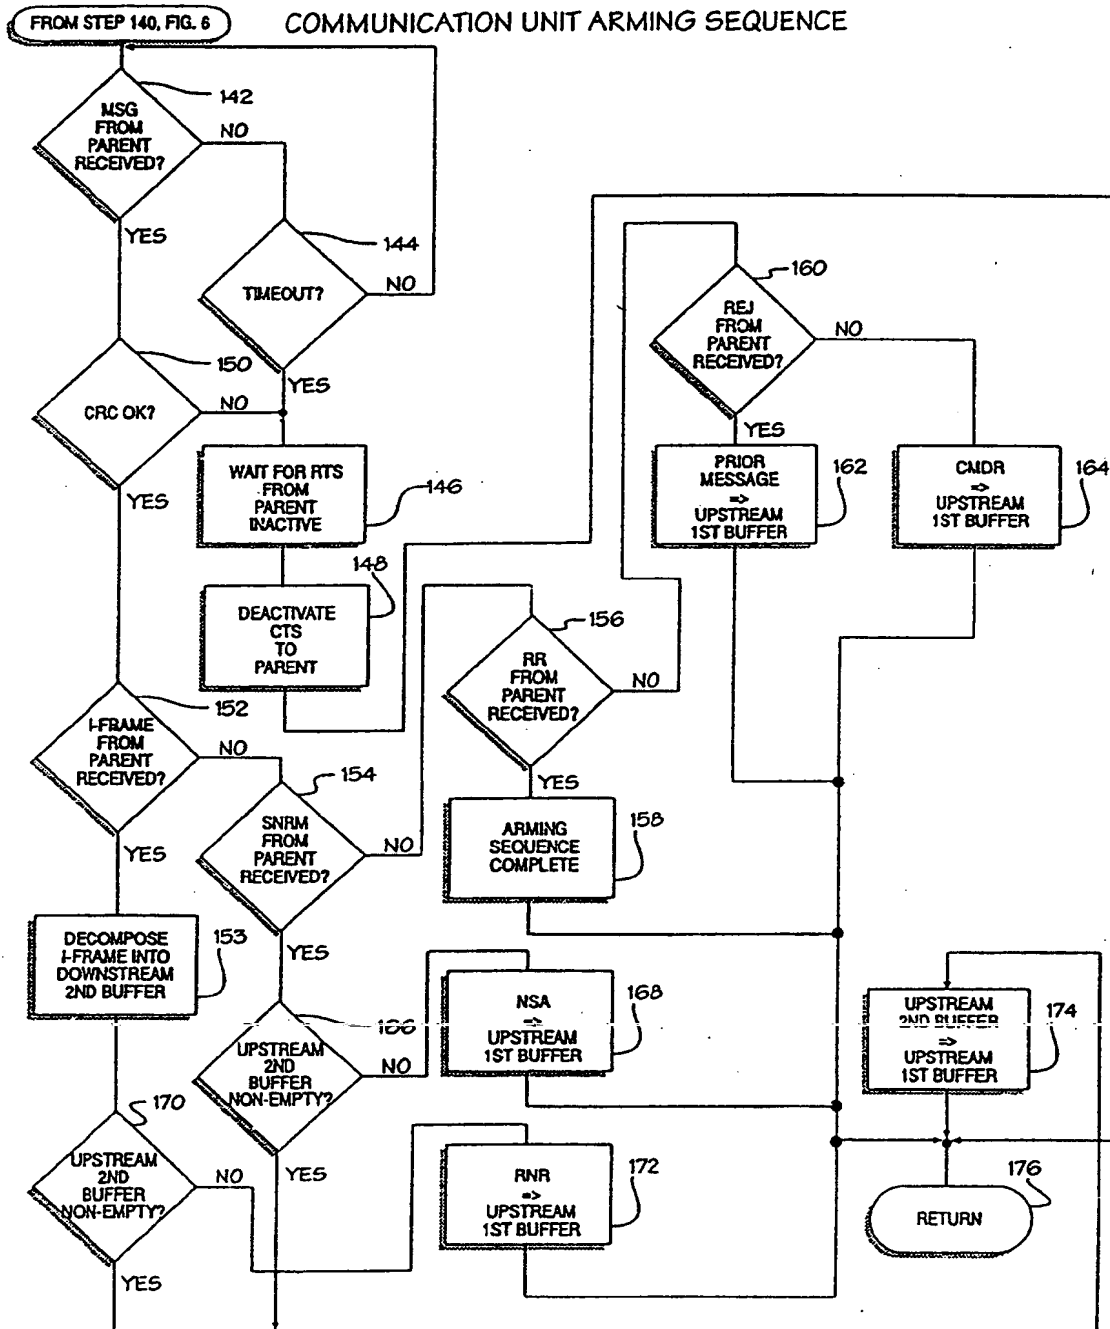 FROM STEP 140, FIG. 6
COMMUNICATION UNIT ARMING SEQUENCE
142
MSG
FROM
PARENT
RECEIVED?
NO
YES
144
TIMEOUT?
NO
YES
150
CRC OK?
NO
YES
WAIT FOR RTS
FROM
PARENT
INACTIVE
146
148
DEACTIVATE
CTS
TO
PARENT
152
I-FRAME
FROM
PARENT
RECEIVED?
NO
YES
154
SNRM
FROM
PARENT
RECEIVED?
NO
YES
156
RR
FROM
PARENT
RECEIVED?
NO
YES
160
REJ
FROM
PARENT
RECEIVED?
NO
YES
PRIOR
MESSAGE
=>
UPSTREAM
1ST BUFFER
162
CMDR
=>
UPSTREAM
1ST BUFFER
164
ARMING
SEQUENCE
COMPLETE
158
DECOMPOSE
I-FRAME INTO
DOWNSTREAM
2ND BUFFER
153
166
UPSTREAM
2ND
BUFFER
NON-EMPTY?
NO
YES
NSA
=>
UPSTREAM
1ST BUFFER
168
170
UPSTREAM
2ND
BUFFER
NON-EMPTY?
NO
YES
RNR
=>
UPSTREAM
1ST BUFFER
172
UPSTREAM
2ND BUFFER
=>
UPSTREAM
1ST BUFFER
174
176
RETURN